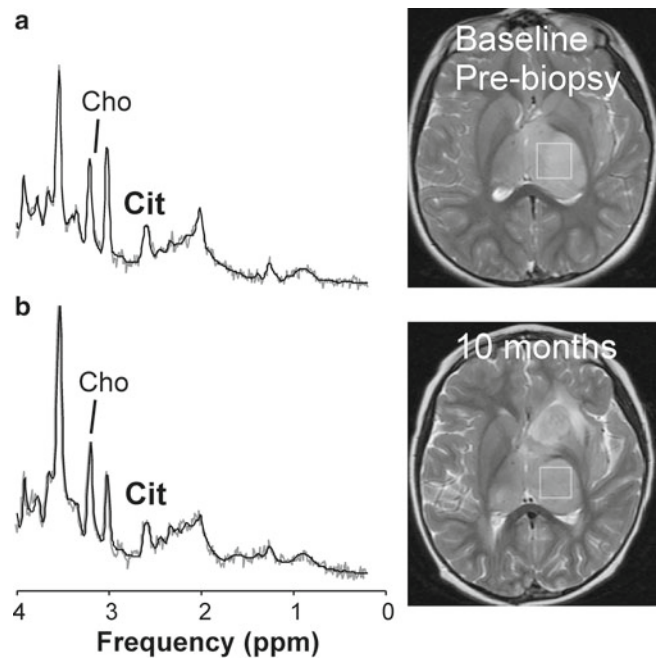 a
Cho
Cit
Baseline
Pre-biopsy
b
Cho
Cit
10 months
4 3 2 1 0
Frequency (ppm)